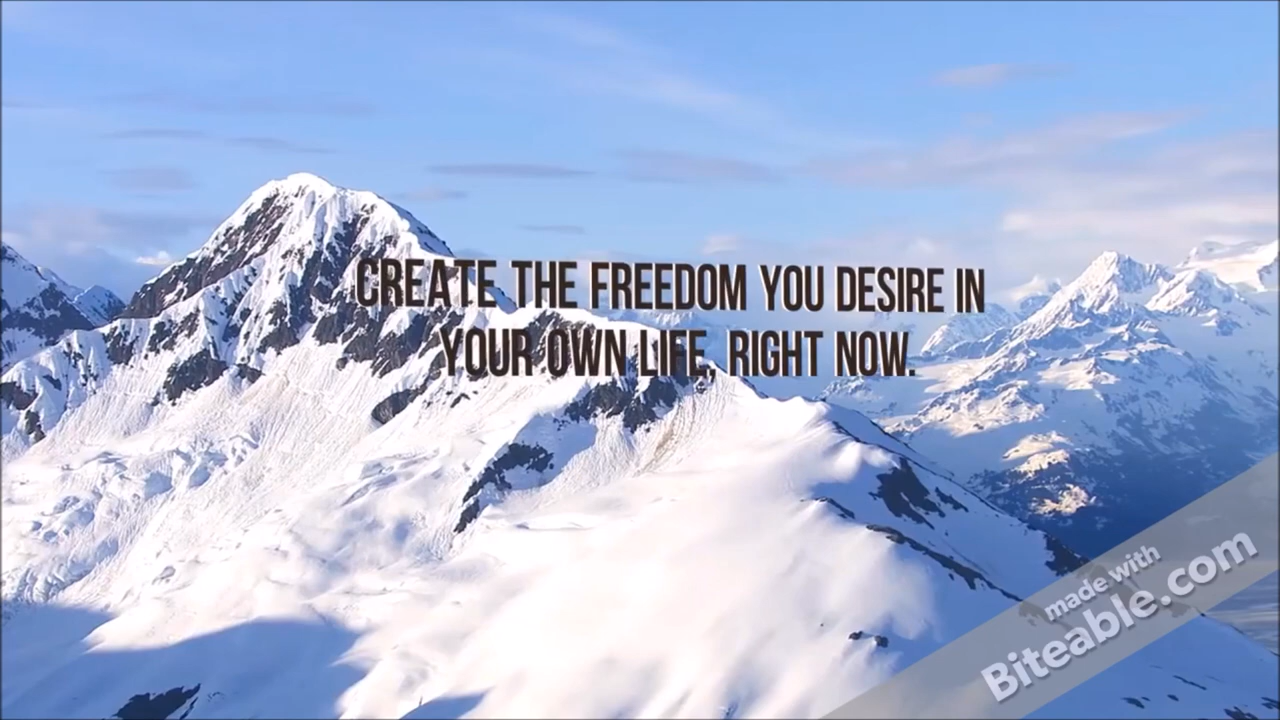 CREATE THE FREEDOM YOU DESIRE IN
YOUR OWN LIFE, RIGHT NOW.
made with
Biteable.com